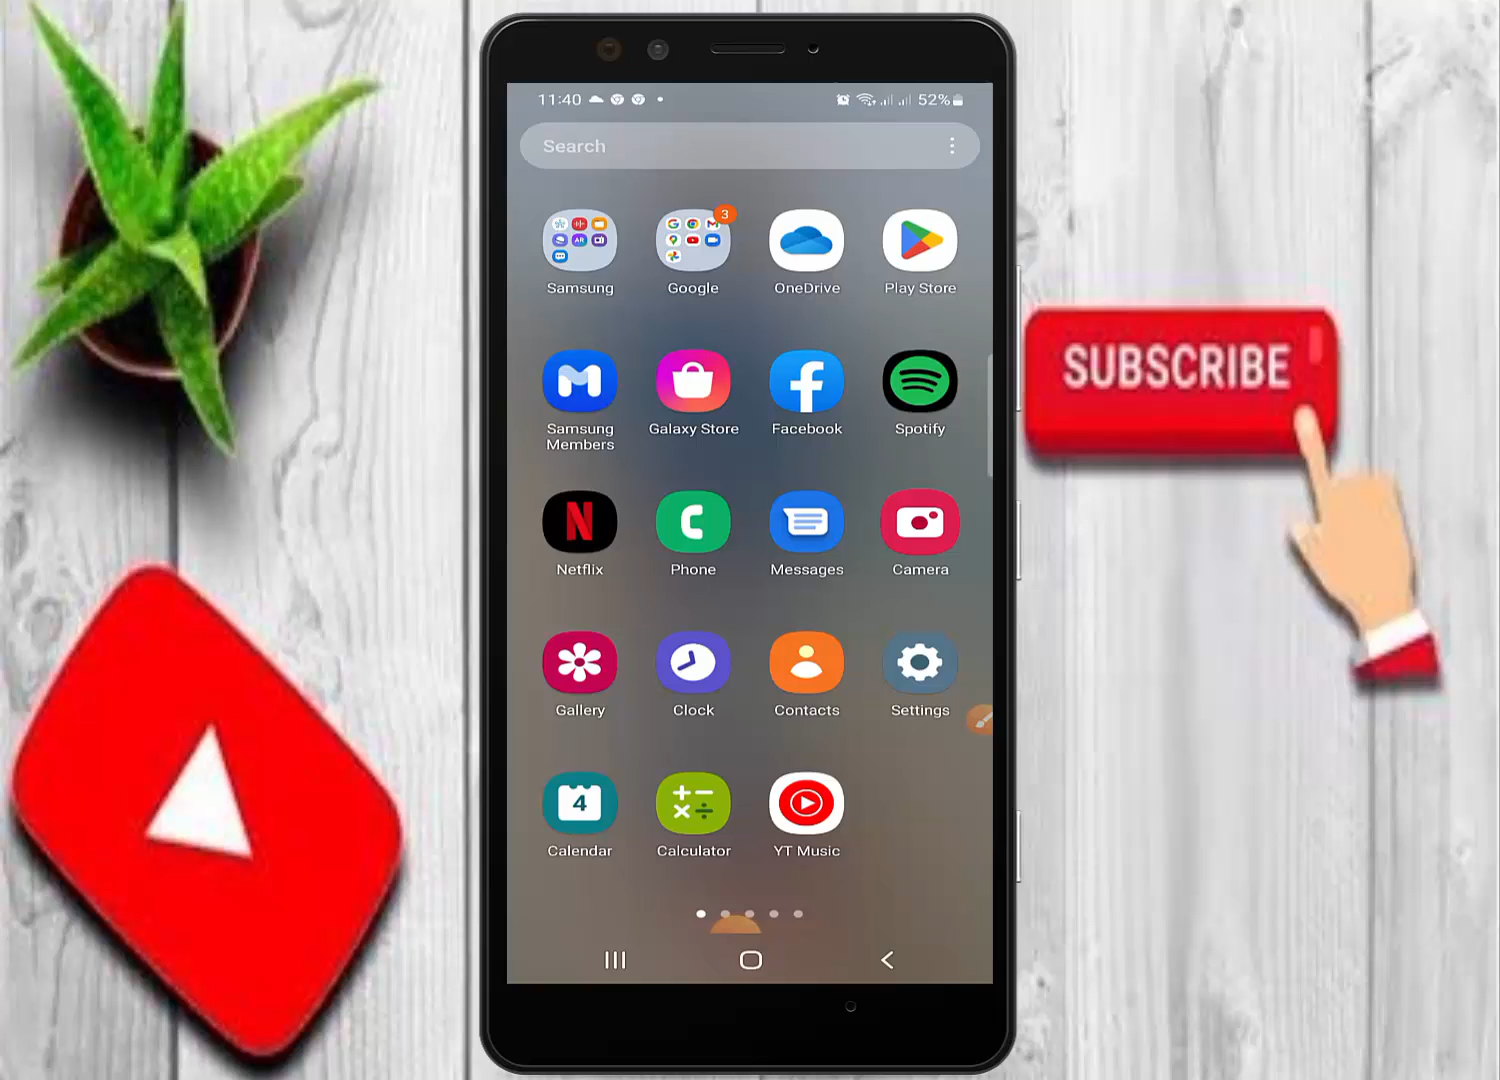 11:40
52%
Search
3
Samsung
Google
OneDrive
Play Store
Samsung
Members
Galaxy Store
Facebook
Spotify
Netflix
Phone
Messages
Camera
Gallery
Clock
Contacts
Settings
4
Calendar
Calculator
YT Music
SUBSCRIBE